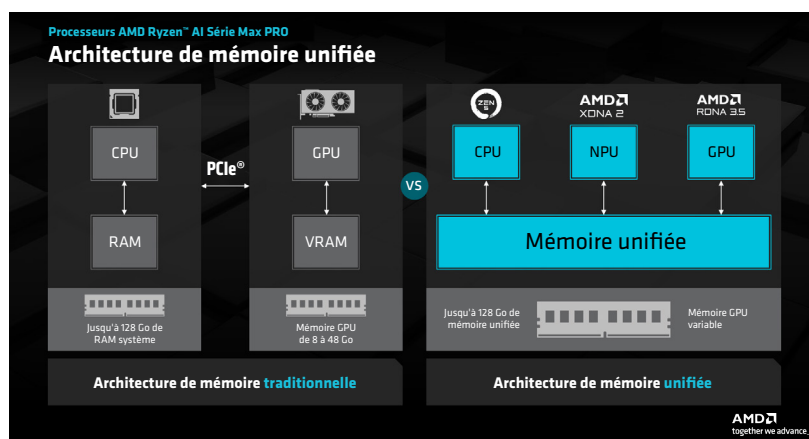 Processeurs AMD Ryzen™ AI Série Max PRO
Architecture de mémoire unifiée
CPU
PCIe®
GPU
RAM
VRAM
Jusqu'à 128 Go de
RAM système
Mémoire GPU
de 8 à 48 Go
Architecture de mémoire traditionnelle
VS
ZEN
5
AMD
XDNA 2
AMD
RDNA 3.5
CPU
NPU
GPU
Mémoire unifiée
Jusqu'à 128 Go de
mémoire unifiée
Mémoire GPU
variable
Architecture de mémoire unifiée
AMD
together we advance_